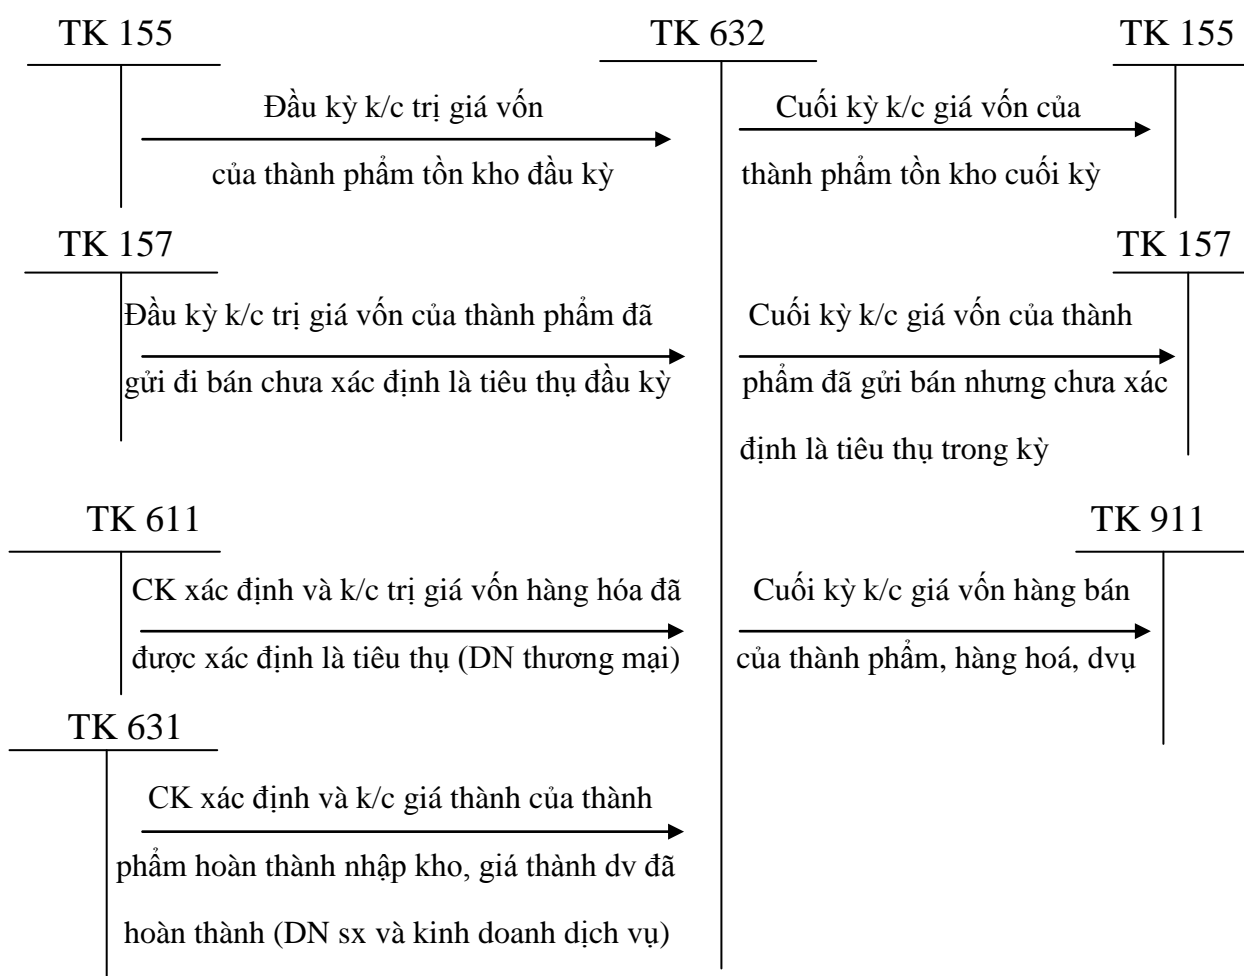 TK 155
TK 632
TK 155
Đầu kỳ k/c trị giá vốn
của thành phẩm tồn kho đầu kỳ
Cuối kỳ k/c giá vốn của
thành phẩm tồn kho cuối kỳ
TK 157
TK 157
Đầu kỳ k/c trị giá vốn của thành phẩm đã
gửi đi bán chưa xác định là tiêu thụ đầu kỳ
Cuối kỳ k/c giá vốn của thành
phẩm đã gửi bán nhưng chưa xác
định là tiêu thụ trong kỳ
TK 611
TK 911
CK xác định và k/c trị giá vốn hàng hóa đã
được xác định là tiêu thụ (DN thương mại)
Cuối kỳ k/c giá vốn hàng bán
của thành phẩm, hàng hoá, dvụ
TK 631
CK xác định và k/c giá thành của thành
phẩm hoàn thành nhập kho, giá thành dv đã
hoàn thành (DN sx và kinh doanh dịch vụ)